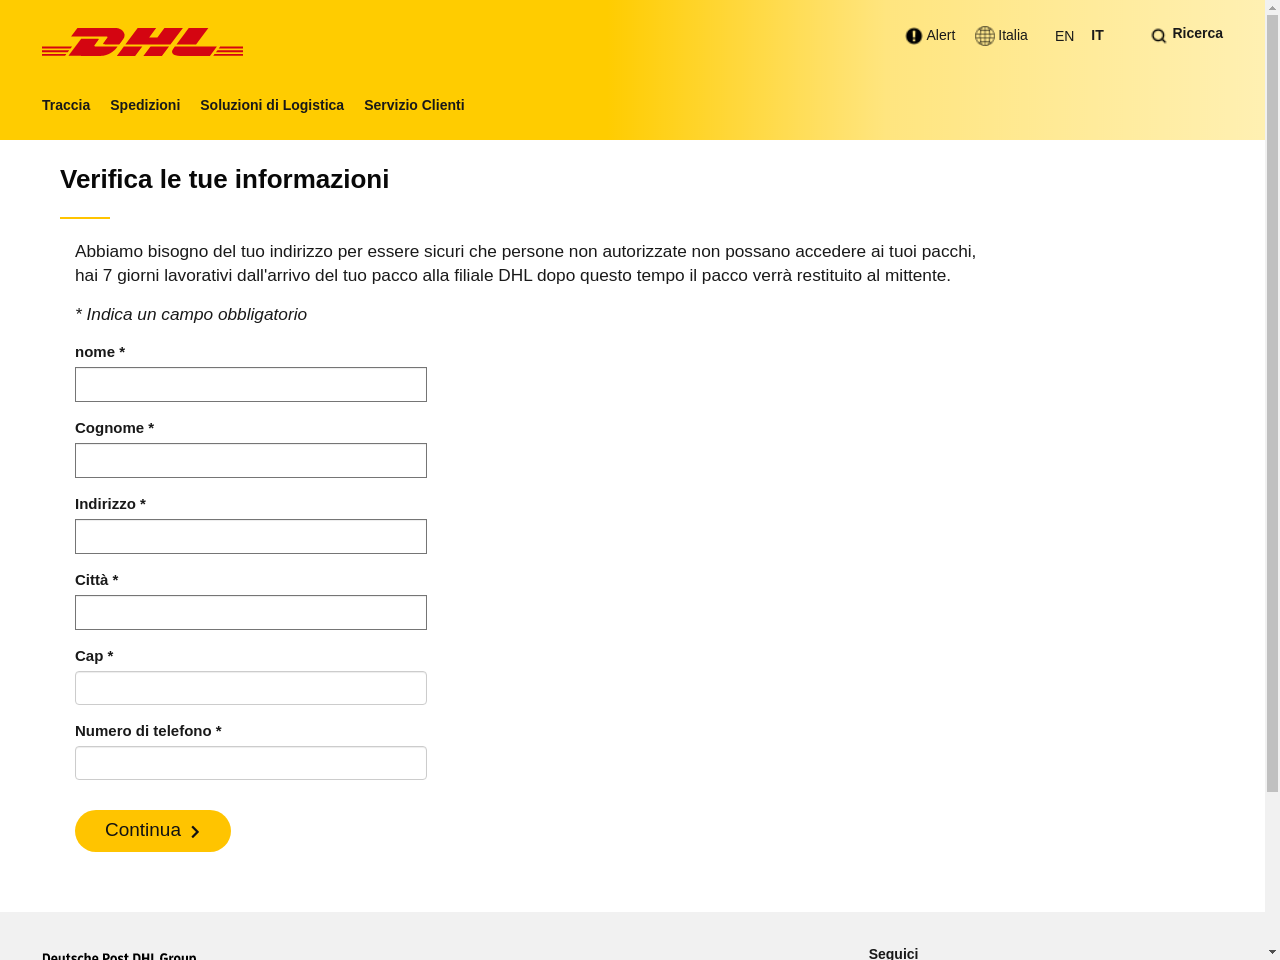 DHL
Alert
Italia
EN
IT
Ricerca
Traccia
Spedizioni
Soluzioni di Logistica
Servizio Clienti
Verifica le tue informazioni
Abbiamo bisogno del tuo indirizzo per essere sicuri che persone non autorizzate non possano accedere ai tuoi pacchi,
hai 7 giorni lavorativi dall'arrivo del tuo pacco alla filiale DHL dopo questo tempo il pacco verrà restituito al mittente.
* Indica un campo obbligatorio
nome *
Cognome *
Indirizzo *
Città *
Cap *
Numero di telefono *
Continua
Deutsche Post DHL Group
Seguici